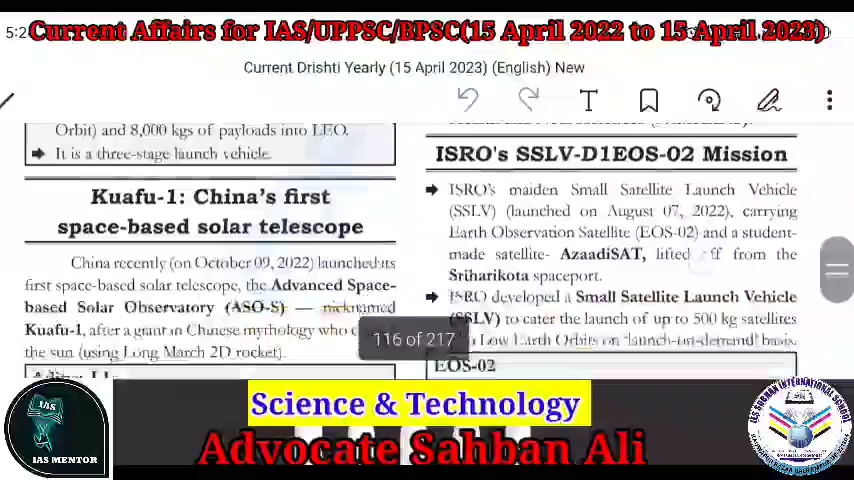 Current Affairs for IAS/UPPSC/BPSC(15 April 2022 to 15 April 2023)
Current Drishti Yearly (15 April 2023) (English) New
Orbit) and 8,000 kgs of payloads into LEO.
It is a three-stage launch vehicle.
Kuafu-1: China's first
space-based solar telescope
China recently (on October 09, 2022) launched its
first space-based solar telescope, the Advanced Space-
based Solar Observatory (ASO-S) — nicknamed
Kuafu-1, after a giant in Chinese mythology who
the sun (using Long March 2D rocket).
ISRO's SSLV-D1EOS-02 Mission
ISRO's maiden Small Satellite Launch Vehicle
(SSLV) (launched on August 07, 2022), carrying
Earth Observation Satellite (EOS-02) and a student-
made satellite- AzaadiSAT, lifted off from the
Sriharikota spaceport.
ISRO developed a Small Satellite Launch Vehicle
(SSLV) to cater the launch of up to 500 kg satellites
Low Earth Orbits on "launch-on-demand" basis.
EOS-02
116 of 217
Science & Technology
Advocate Sahban Ali
IAS
IAS MENTOR